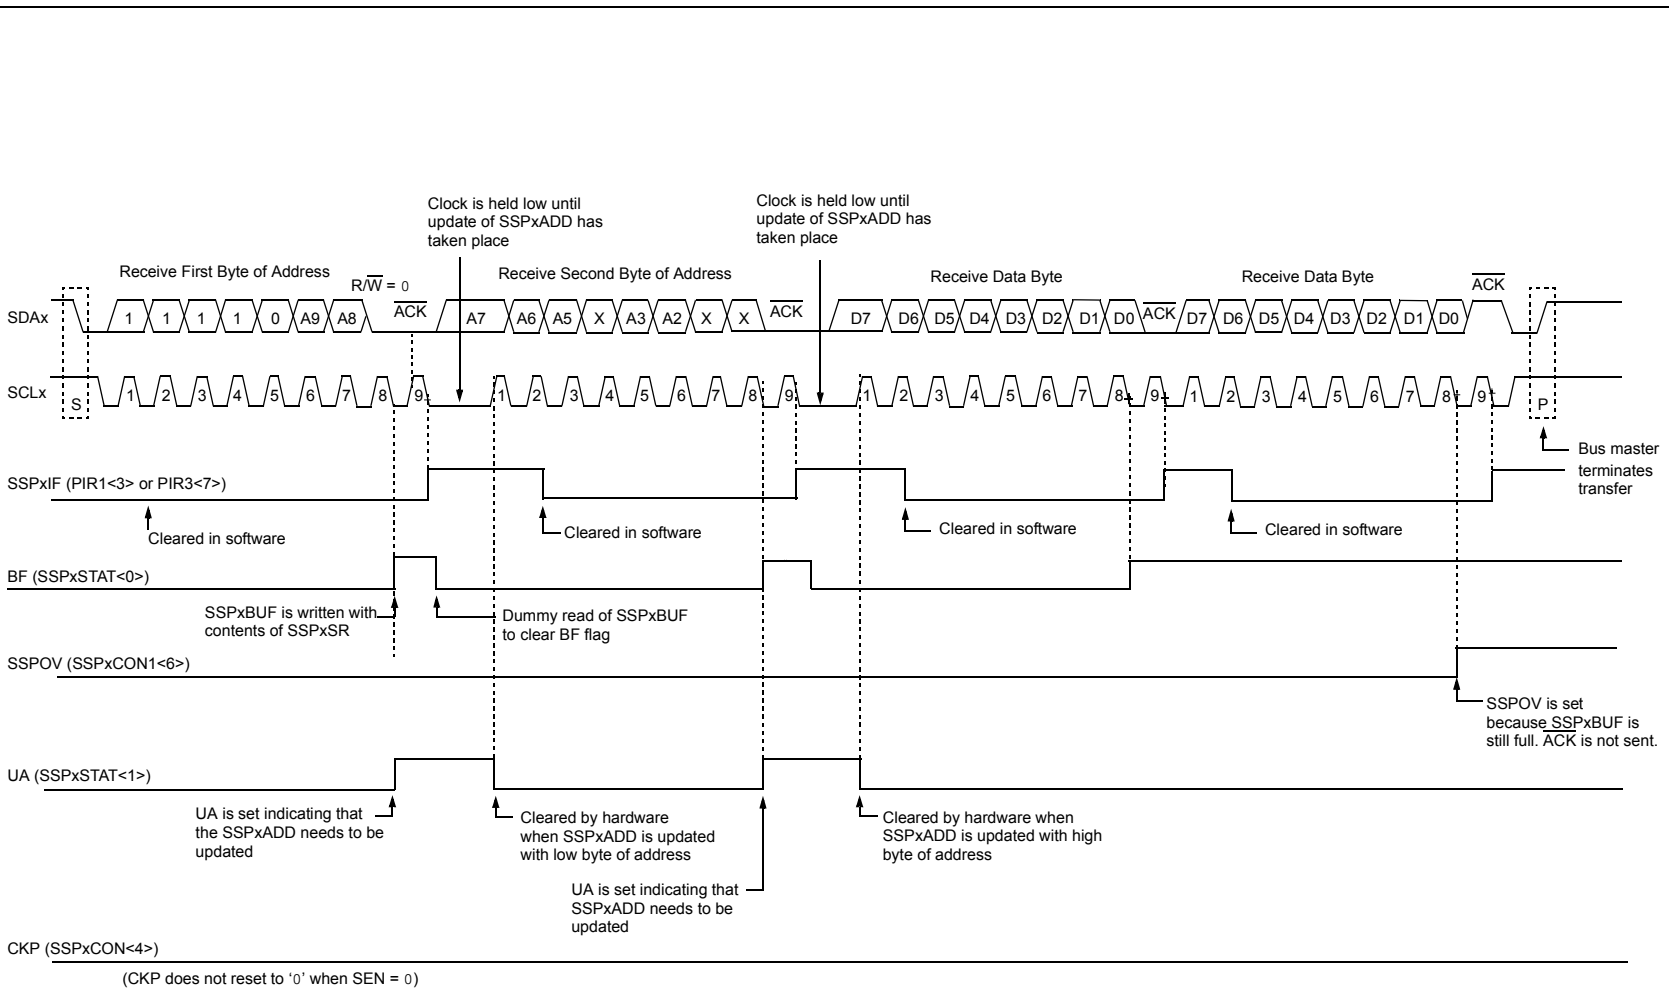 Clock is held low until
update of SSPxADD has
taken place
Clock is held low until
update of SSPxADD has
taken place
Receive First Byte of Address
R/W = 0
ACK
Receive Second Byte of Address
ACK
Receive Data Byte
ACK
Receive Data Byte
ACK
SDAx
1 1 1 1 0 A9 A8 A7 A6 A5 X A3 A2 X X D7 D6 D5 D4 D3 D2 D1 D0 D7 D6 D5 D4 D3 D2 D1 D0
SCLx
S 1 2 3 4 5 6 7 8 9 1 2 3 4 5 6 7 8 9 1 2 3 4 5 6 7 8 9 1 2 3 4 5 6 7 8 9 P
Bus master
terminates
transfer
SSPxIF (PIR1<3> or PIR3<7>)
Cleared in software
Cleared in software
Cleared in software
Cleared in software
BF (SSPxSTAT<0>)
SSPxBUF is written with
contents of SSPxSR
Dummy read of SSPxBUF
to clear BF flag
SSPOV (SSPxCON1<6>)
SSPOV is set
because SSPxBUF is
still full. ACK is not sent.
UA (SSPxSTAT<1>)
UA is set indicating that
the SSPxADD needs to be
updated
Cleared by hardware
when SSPxADD is updated
with low byte of address
Cleared by hardware when
SSPxADD is updated with high
byte of address
UA is set indicating that
SSPxADD needs to be
updated
CKP (SSPxCON<4>)
(CKP does not reset to ‘0’ when SEN = 0)